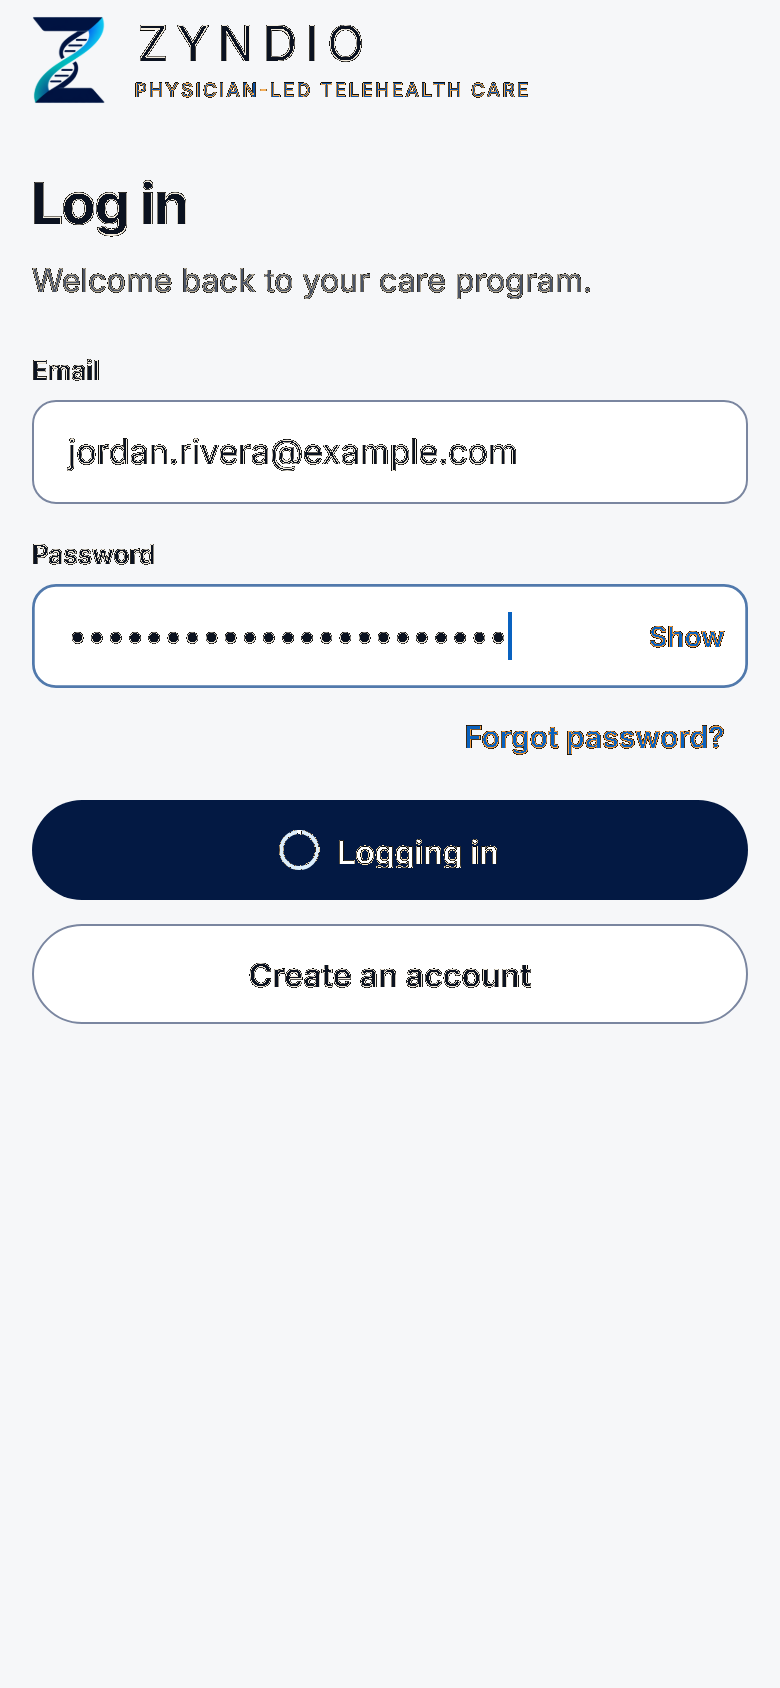 ZYNDIO
PHYSICIAN-LED TELEHEALTH CARE
Log in
Welcome back to your care program.
Email
jordan.rivera@example.com
Password
•••••••••••••••••••••••
Show
Forgot password?
Logging in
Create an account